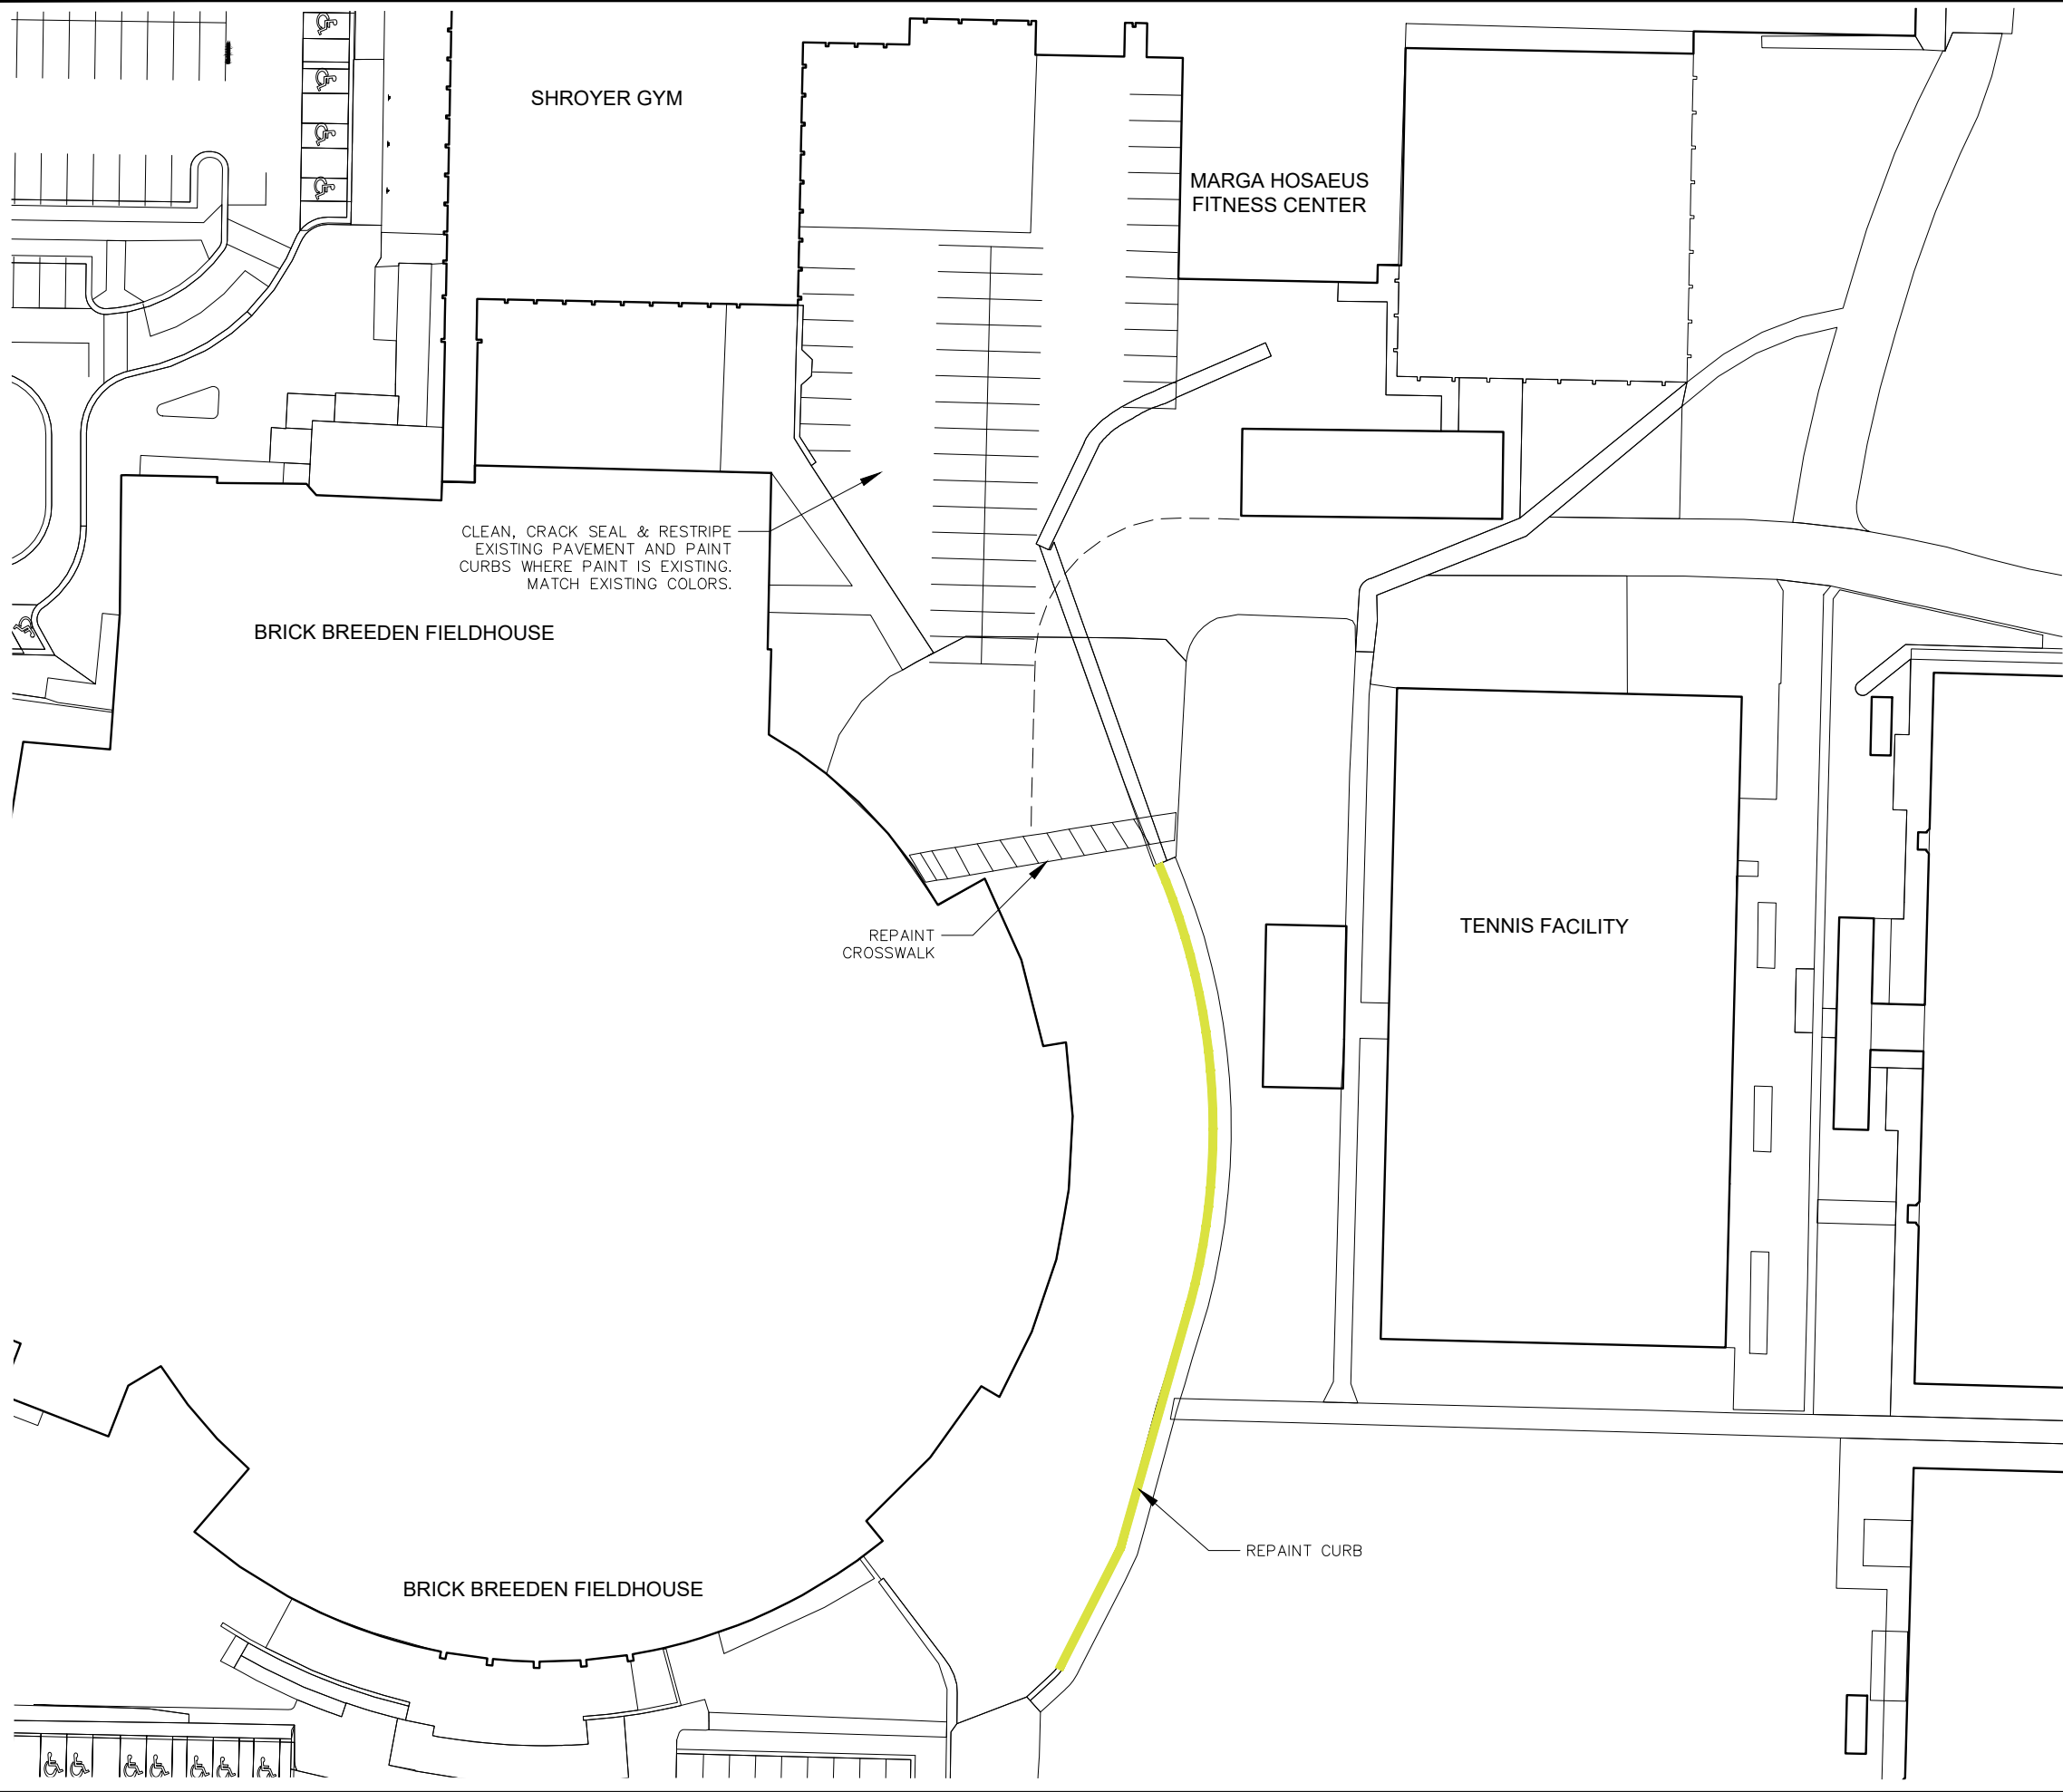 SHROYER GYM
MARGA HOSAEUS
FITNESS CENTER
CLEAN, CRACK SEAL & RESTRIPE
EXISTING PAVEMENT AND PAINT
CURBS WHERE PAINT IS EXISTING.
MATCH EXISTING COLORS.
BRICK BREEDEN FIELDHOUSE
REPAINT
CROSSWALK
TENNIS FACILITY
REPAINT CURB
BRICK BREEDEN FIELDHOUSE